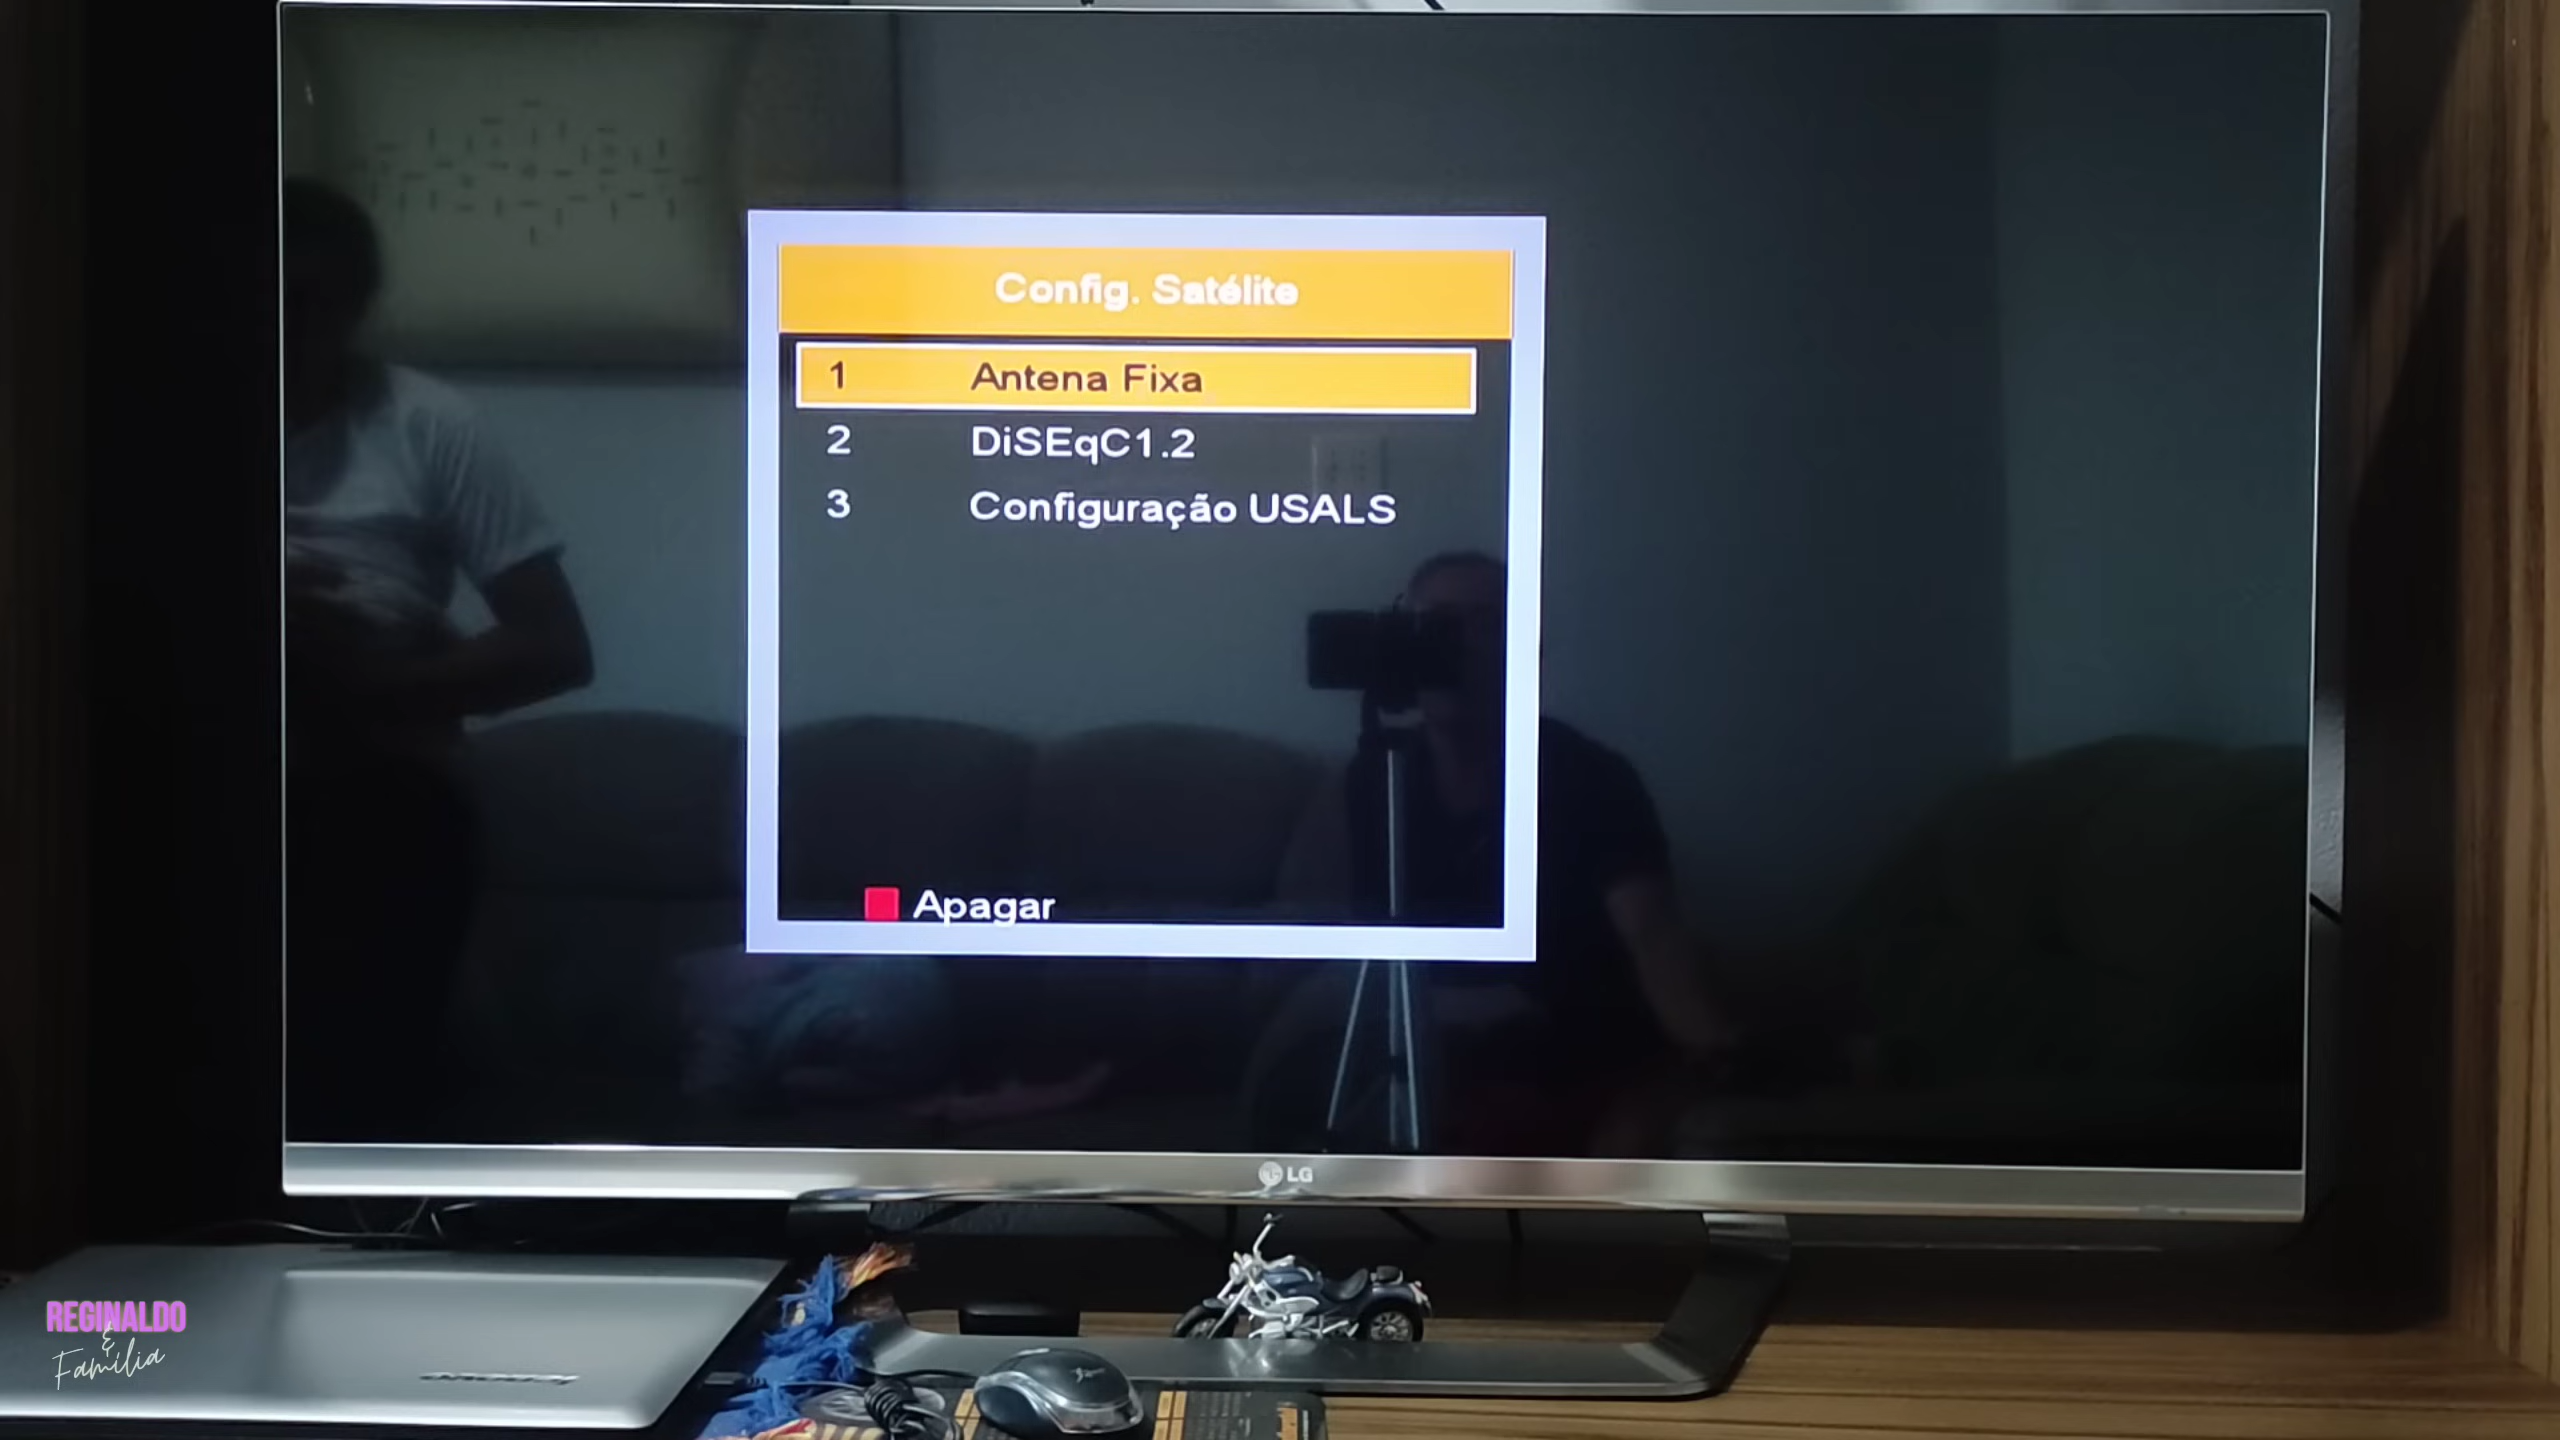 Config. Satélite
1 Antena Fixa
2 DiSEqC1.2
3 Configuração USALS
Apagar
LG
REGINALDO
&
Família